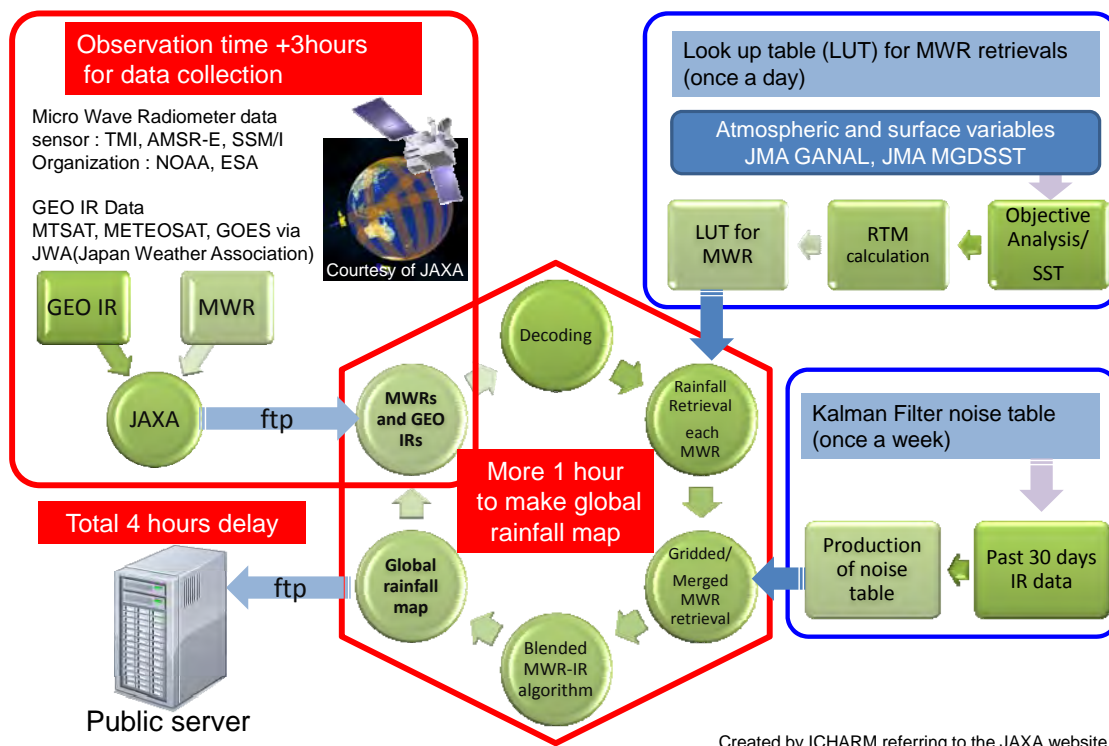 Observation time +3hours
for data collection
Micro Wave Radiometer data
sensor : TMI, AMSR-E, SSM/I
Organization : NOAA, ESA
GEO IR Data
MTSAT, METEOSAT, GOES via
JWA(Japan Weather Association)
Courtesy of JAXA
GEO IR
MWR
JAXA
ftp
MWRs
and GEO
IRs
Decoding
Rainfall
Retrieval
each
MWR
Gridded/
Merged
MWR
retrieval
Blended
MWR-IR
algorithm
Global
rainfall
map
More 1 hour
to make global
rainfall map
Total 4 hours delay
ftp
Public server
Look up table (LUT) for MWR retrievals
(once a day)
Atmospheric and surface variables
JMA GANAL, JMA MGDSST
LUT for
MWR
RTM
calculation
Objective
Analysis/
SST
Kalman Filter noise table
(once a week)
Production
of noise
table
Past 30 days
IR data
Created by ICHARM referring to the JAXA website